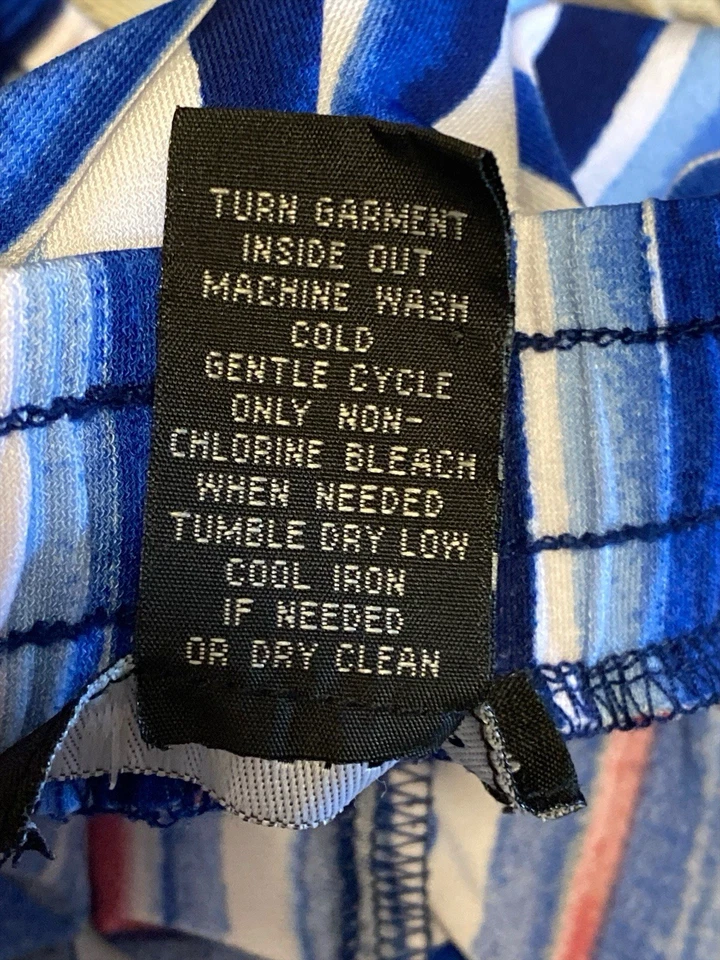 TURN GARMENT
INSIDE OUT
MACHINE WASH
COLD
GENTLE CYCLE
ONLY NON-
CHLORINE BLEACH
WHEN NEEDED
TUMBLE DRY LOW
COOL IRON
IF NEEDED
OR DRY CLEAN